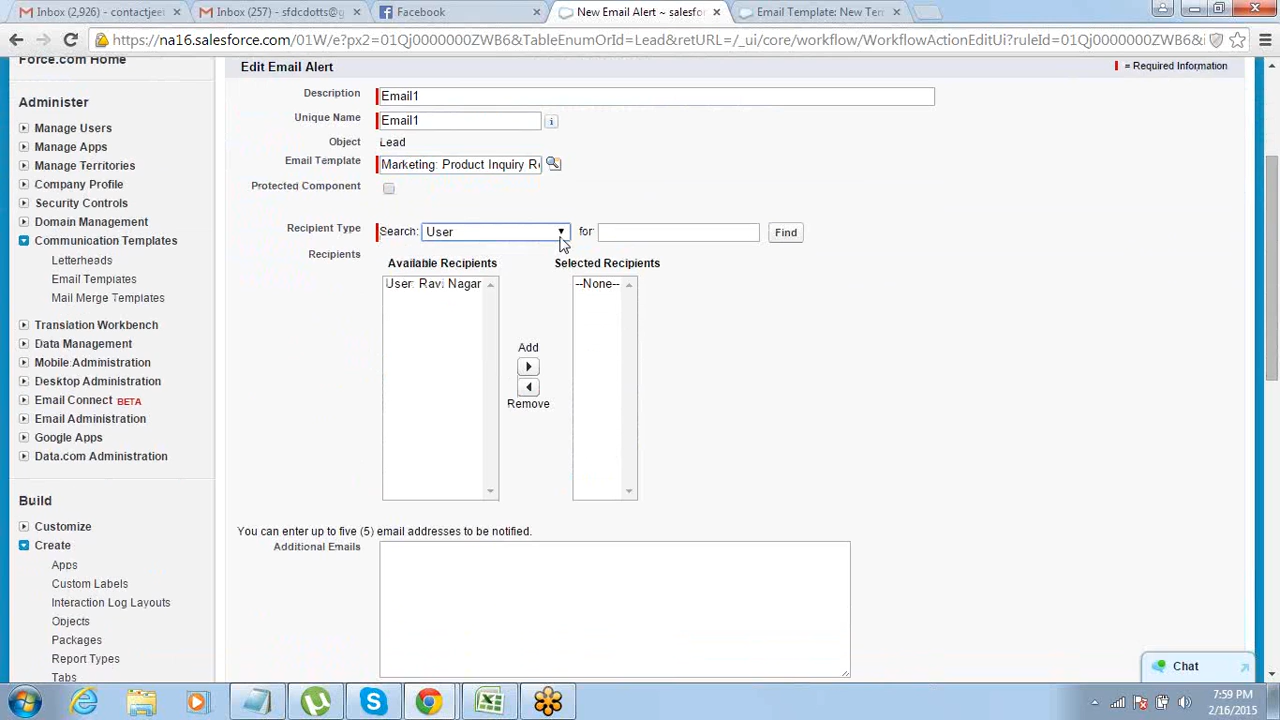 Inbox (2,926) - contactjeer
Inbox (257) - sfdcdotts@g
Facebook
New Email Alert ~ salesfor
Email Template: New Ter
https://na16.salesforce.com/01W/e?px2=01Qj0000000ZWB6&TableEnumOrId=Lead&retURL=/_ui/core/workflow/WorkflowActionEditUi?ruleId=01Qj0000000ZWB6&i
Force.com Home
Administer
Manage Users
Manage Apps
Manage Territories
Company Profile
Security Controls
Domain Management
Communication Templates
Letterheads
Email Templates
Mail Merge Templates
Translation Workbench
Data Management
Mobile Administration
Desktop Administration
Email Connect BETA
Email Administration
Google Apps
Data.com Administration
Build
Customize
Create
Apps
Custom Labels
Interaction Log Layouts
Objects
Packages
Report Types
Tabs
Edit Email Alert
= Required Information
Description Email1
Unique Name Email1 i
Object Lead
Email Template Marketing: Product Inquiry Re
Protected Component
Recipient Type Search: User for Find
Recipients
Available Recipients Selected Recipients
User: Ravi Nagar --None--
Add
Remove
You can enter up to five (5) email addresses to be notified.
Additional Emails
Chat
7:59 PM
2/16/2015